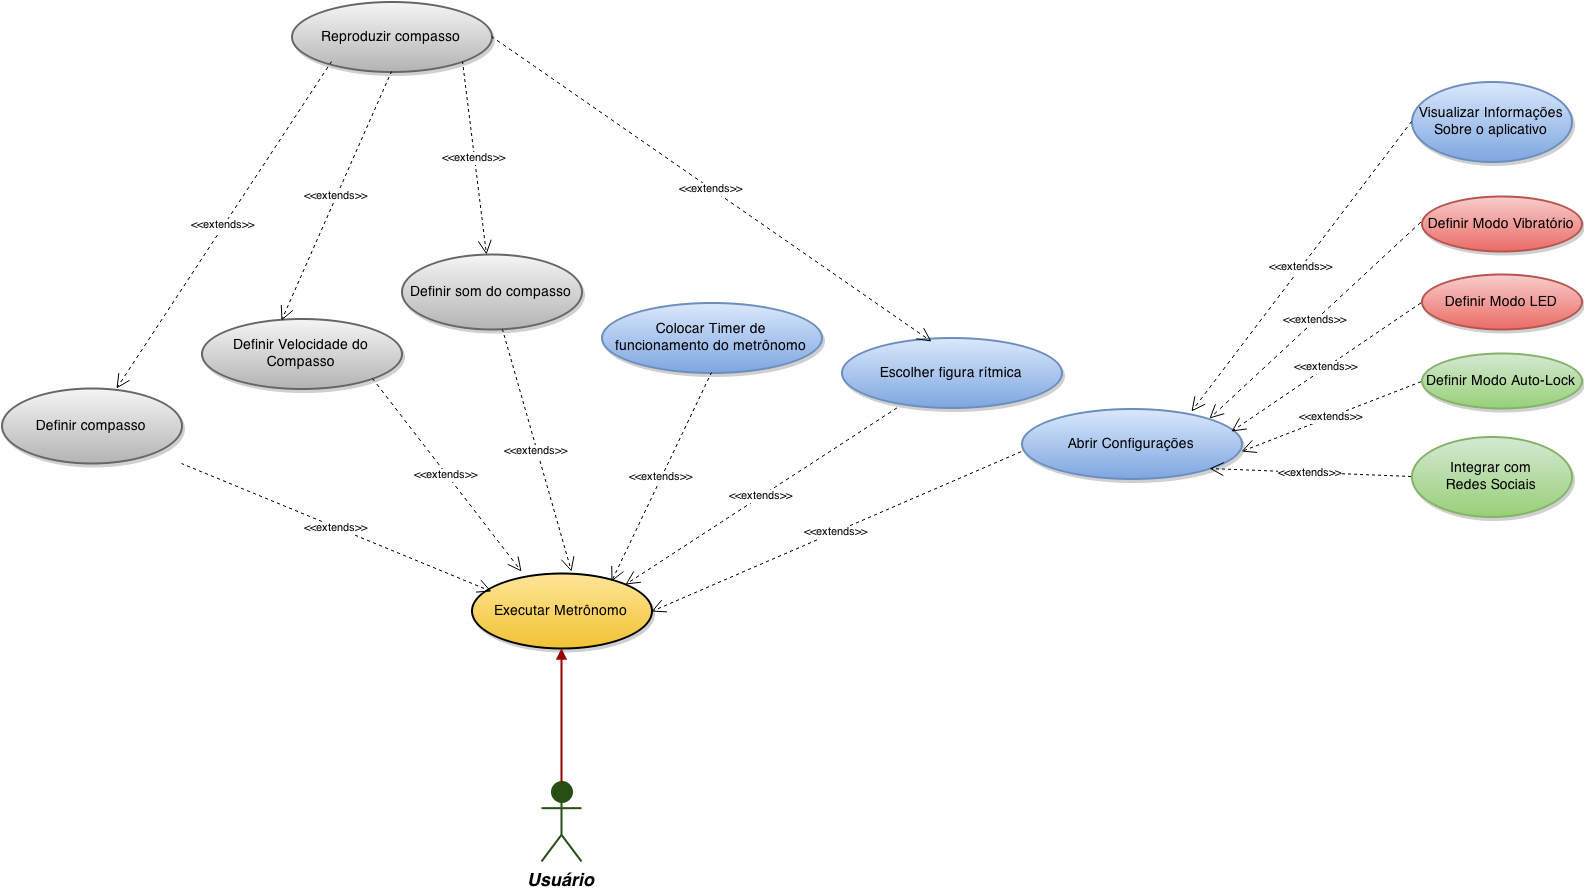 Reproduzir compasso
Visualizar Informações
Sobre o aplicativo
<<extends>>
<<extends>>
<<extends>>
<<extends>>
Definir Modo Vibratório
<<extends>>
Definir som do compasso
Definir Modo LED
<<extends>>
Colocar Timer de
funcionamento do metrônomo
Definir Velocidade do
Compasso
<<extends>>
Escolher figura rítmica
Definir Modo Auto-Lock
<<extends>>
<<extends>>
Definir compasso
Abrir Configurações
<<extends>>
<<extends>>
<<extends>>
<<extends>>
Integrar com
Redes Sociais
<<extends>>
<<extends>>
<<extends>>
<<extends>>
Executar Metrônomo
Usuário